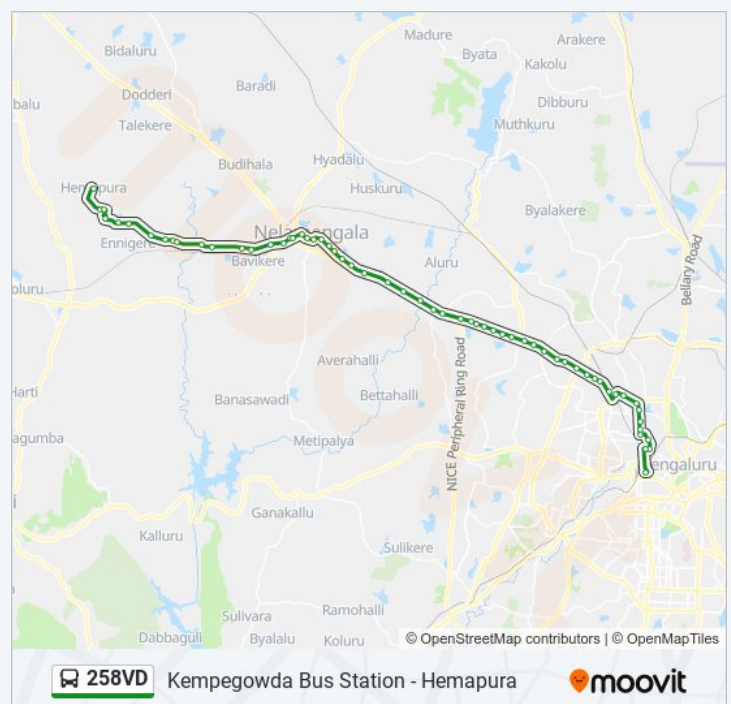 Madure
Arakere
Bidaluru
Byata
Kakolu
Baradi
Dodderi
Dibburu
balu
Talekere
Muthkuru
Budihala
Hyadalu
Huskuru
Hemapura
Byalakere
Nelamangala
Ennigere
Bavikere
Aluru
Bellary Road
oluru
Averahalli
NICE Peripheral Ring Road
Harti
Banasawadi
Bettahalli
agumba
Metipalya
engaluru
Ganakallu
Kalluru
Sulikere
Sulivara
Ramohalli
Dabbaguli
Byalalu
Koluru
© OpenStreetMap contributors | © OpenMapTiles
258VD Kempegowda Bus Station - Hemapura
moovit